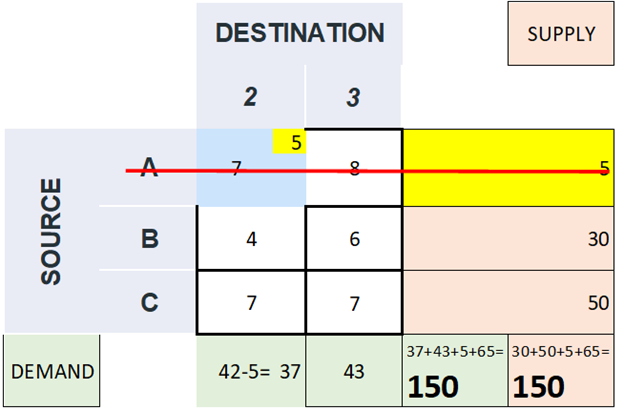 DESTINATION
SUPPLY
2 3
SOURCE
A 7 5 8 5
B 4 6 30
C 7 7 50
DEMAND 42-5= 37 43 37+43+5+65= 30+50+5+65=
150 150